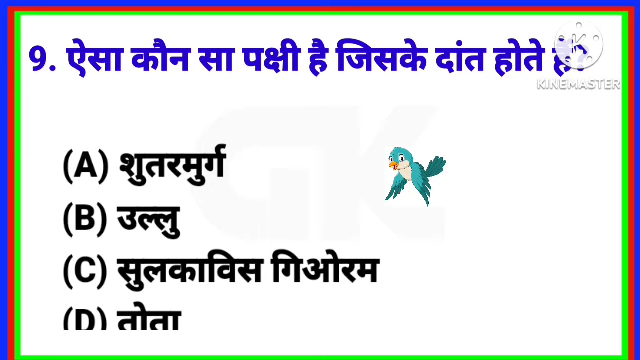 9. ऐसा कौन सा पक्षी है जिसके दांत होते हैं?
KINEMASTER
(A) शुतरमुर्ग
(B) उल्लु
(C) सुलकाविस गिओरम
(D) तोता